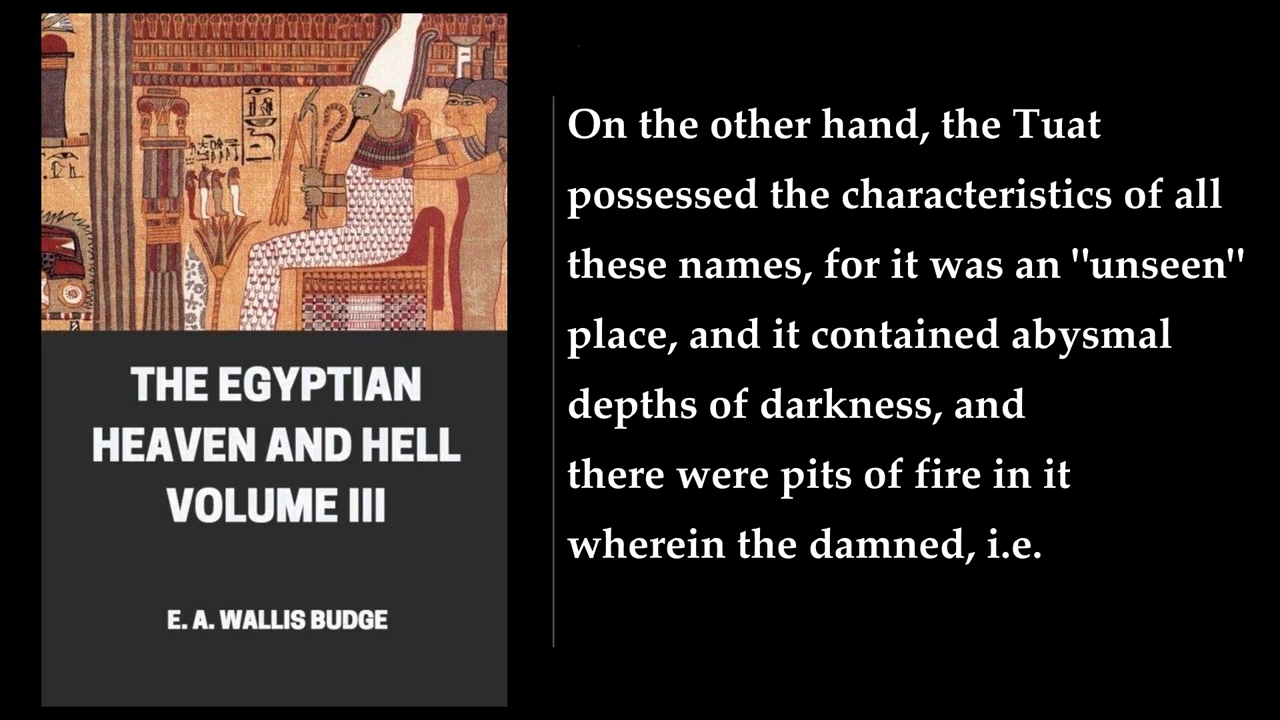 THE EGYPTIAN
HEAVEN AND HELL
VOLUME III
E. A. WALLIS BUDGE
On the other hand, the Tuat
possessed the characteristics of all
these names, for it was an "unseen"
place, and it contained abysmal
depths of darkness, and
there were pits of fire in it
wherein the damned, i.e.